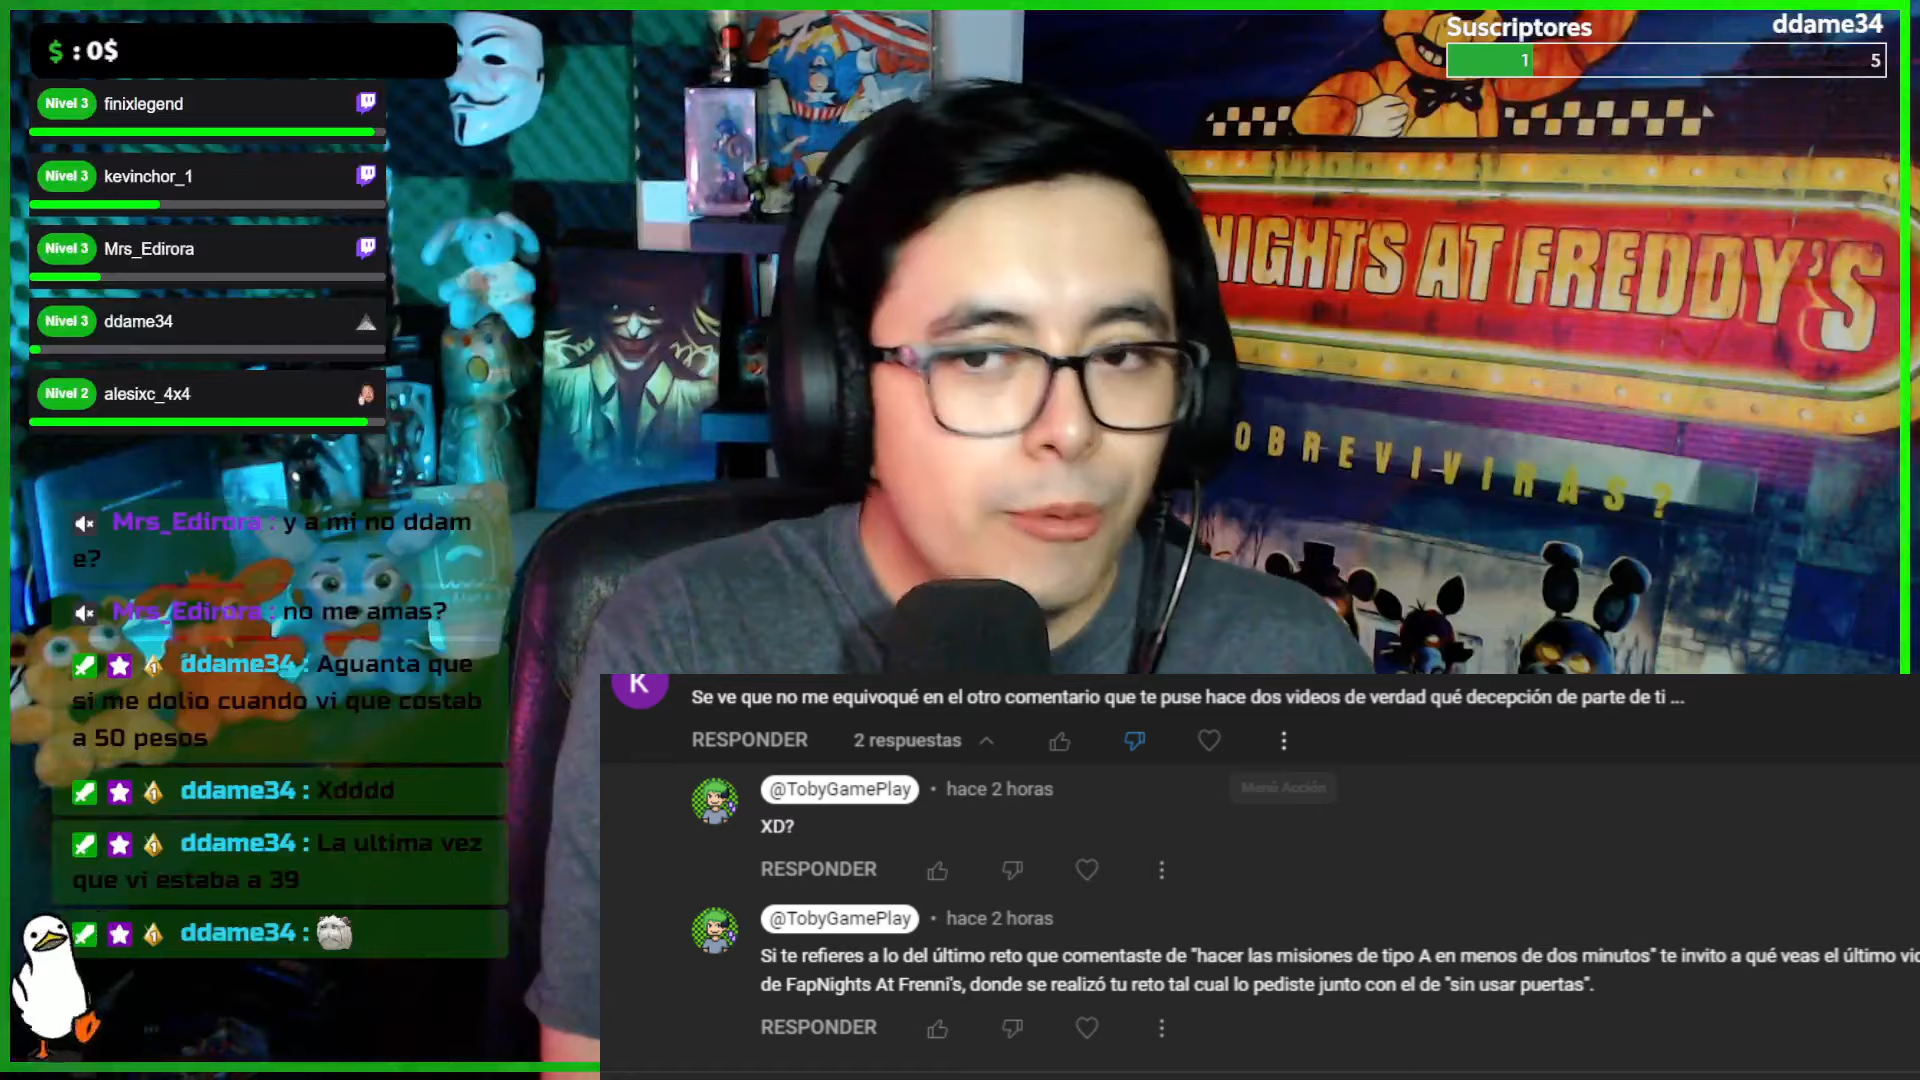 $ : 0$
Nivel 3 finixlegend
Nivel 3 kevinchor_1
Nivel 3 Mrs_Edirora
Nivel 3 ddame34
Nivel 2 alesixc_4x4
Suscriptores ddame34
1 5
NIGHTS AT FREDDY'S
OBREVIVIRÁS?
Mrs_Edirora : y a mi no ddam
e?
Mrs_Edirora : no me amas?
ddame34 : Aguanta que
si me dolio cuando vi que costab
a 50 pesos
ddame34 : Xdddd
ddame34 : La ultima vez
que vi estaba a 39
ddame34 :
K
Se ve que no me equivoqué en el otro comentario que te puse hace dos videos de verdad qué decepción de parte de ti ...
RESPONDER 2 respuestas
Menú Acción
@TobyGamePlay • hace 2 horas
XD?
RESPONDER
@TobyGamePlay • hace 2 horas
Si te refieres a lo del último reto que comentaste de "hacer las misiones de tipo A en menos de dos minutos" te invito a qué veas el último
de FapNights At Frenni's, donde se realizó tu reto tal cual lo pediste junto con el de "sin usar puertas".
RESPONDER